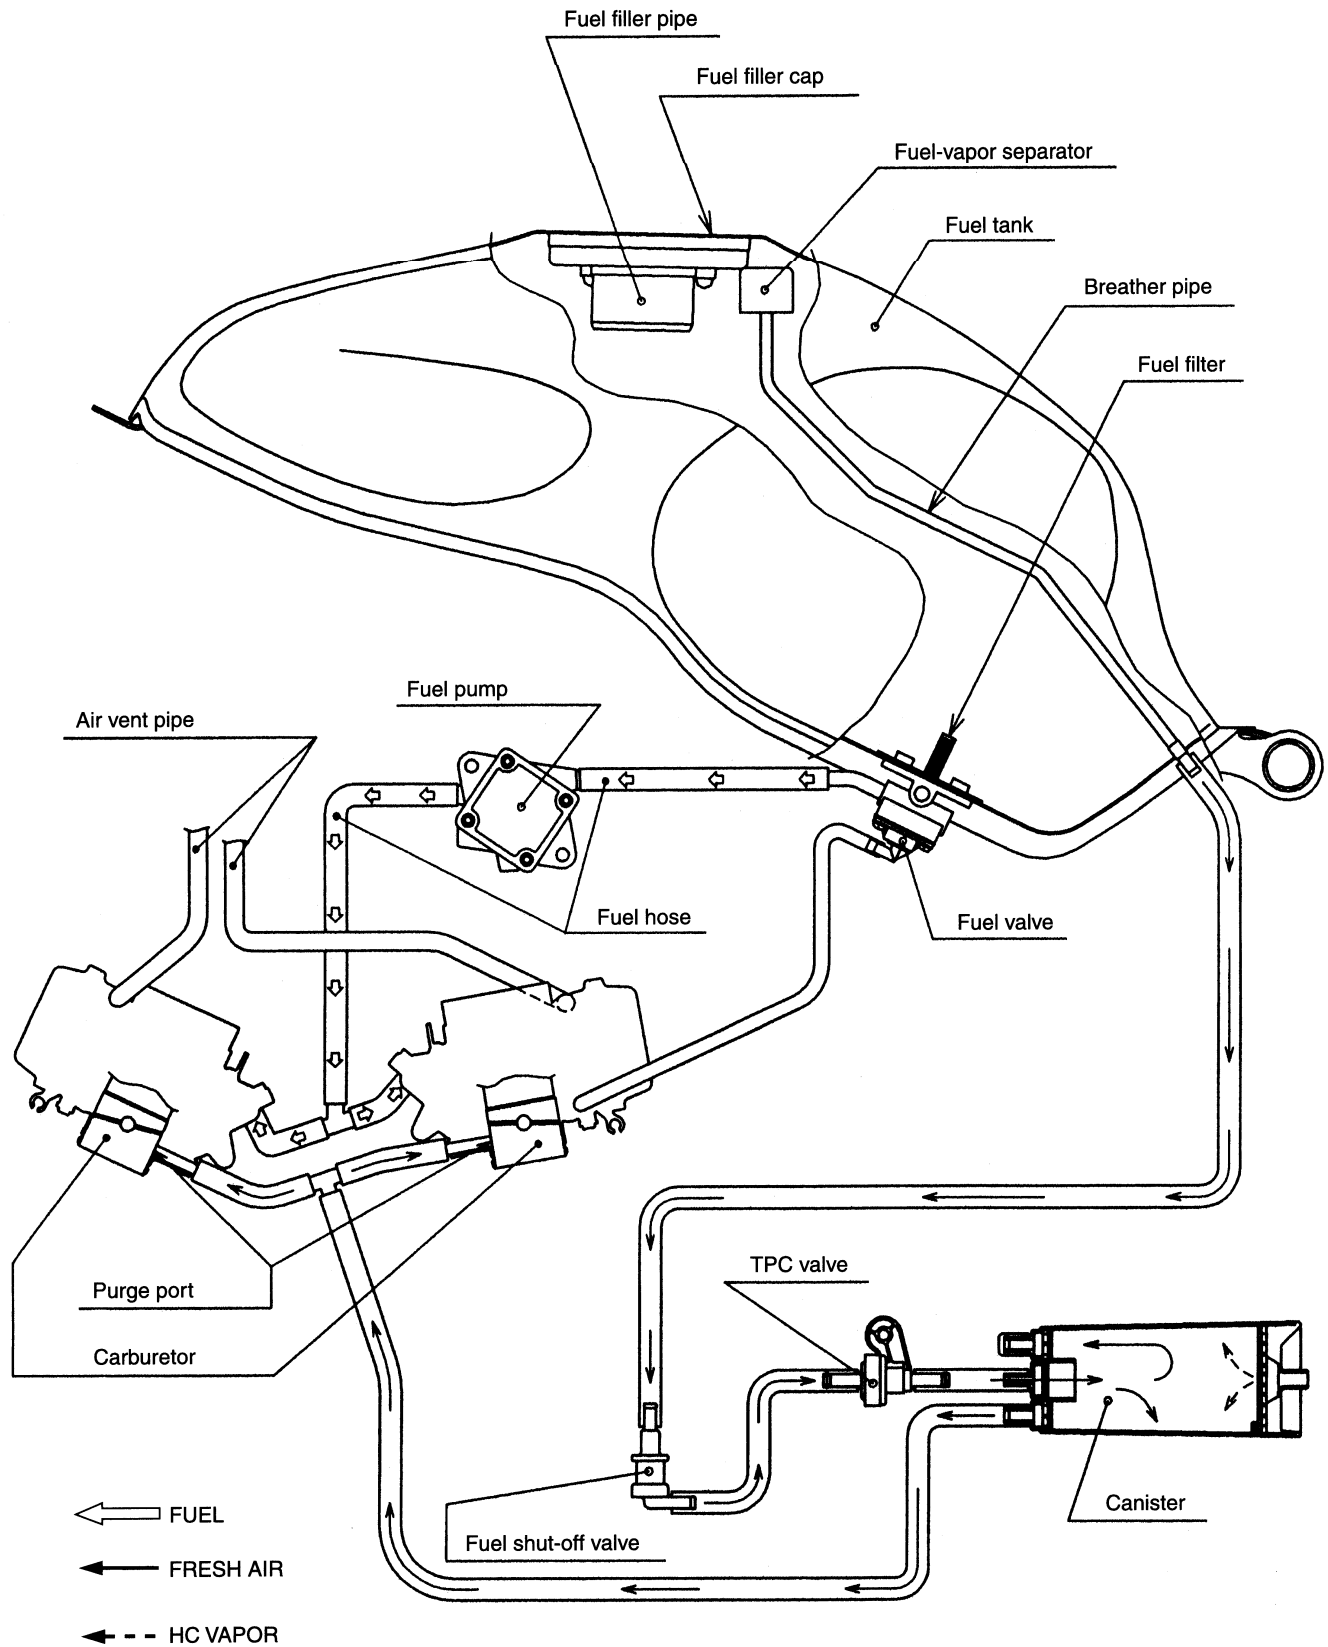 Fuel filler pipe
Fuel filler cap
Fuel-vapor separator
Fuel tank
Breather pipe
Fuel filter
Fuel pump
Air vent pipe
Fuel hose
Fuel valve
TPC valve
Purge port
Carburetor
Canister
Fuel shut-off valve
FUEL
FRESH AIR
HC VAPOR